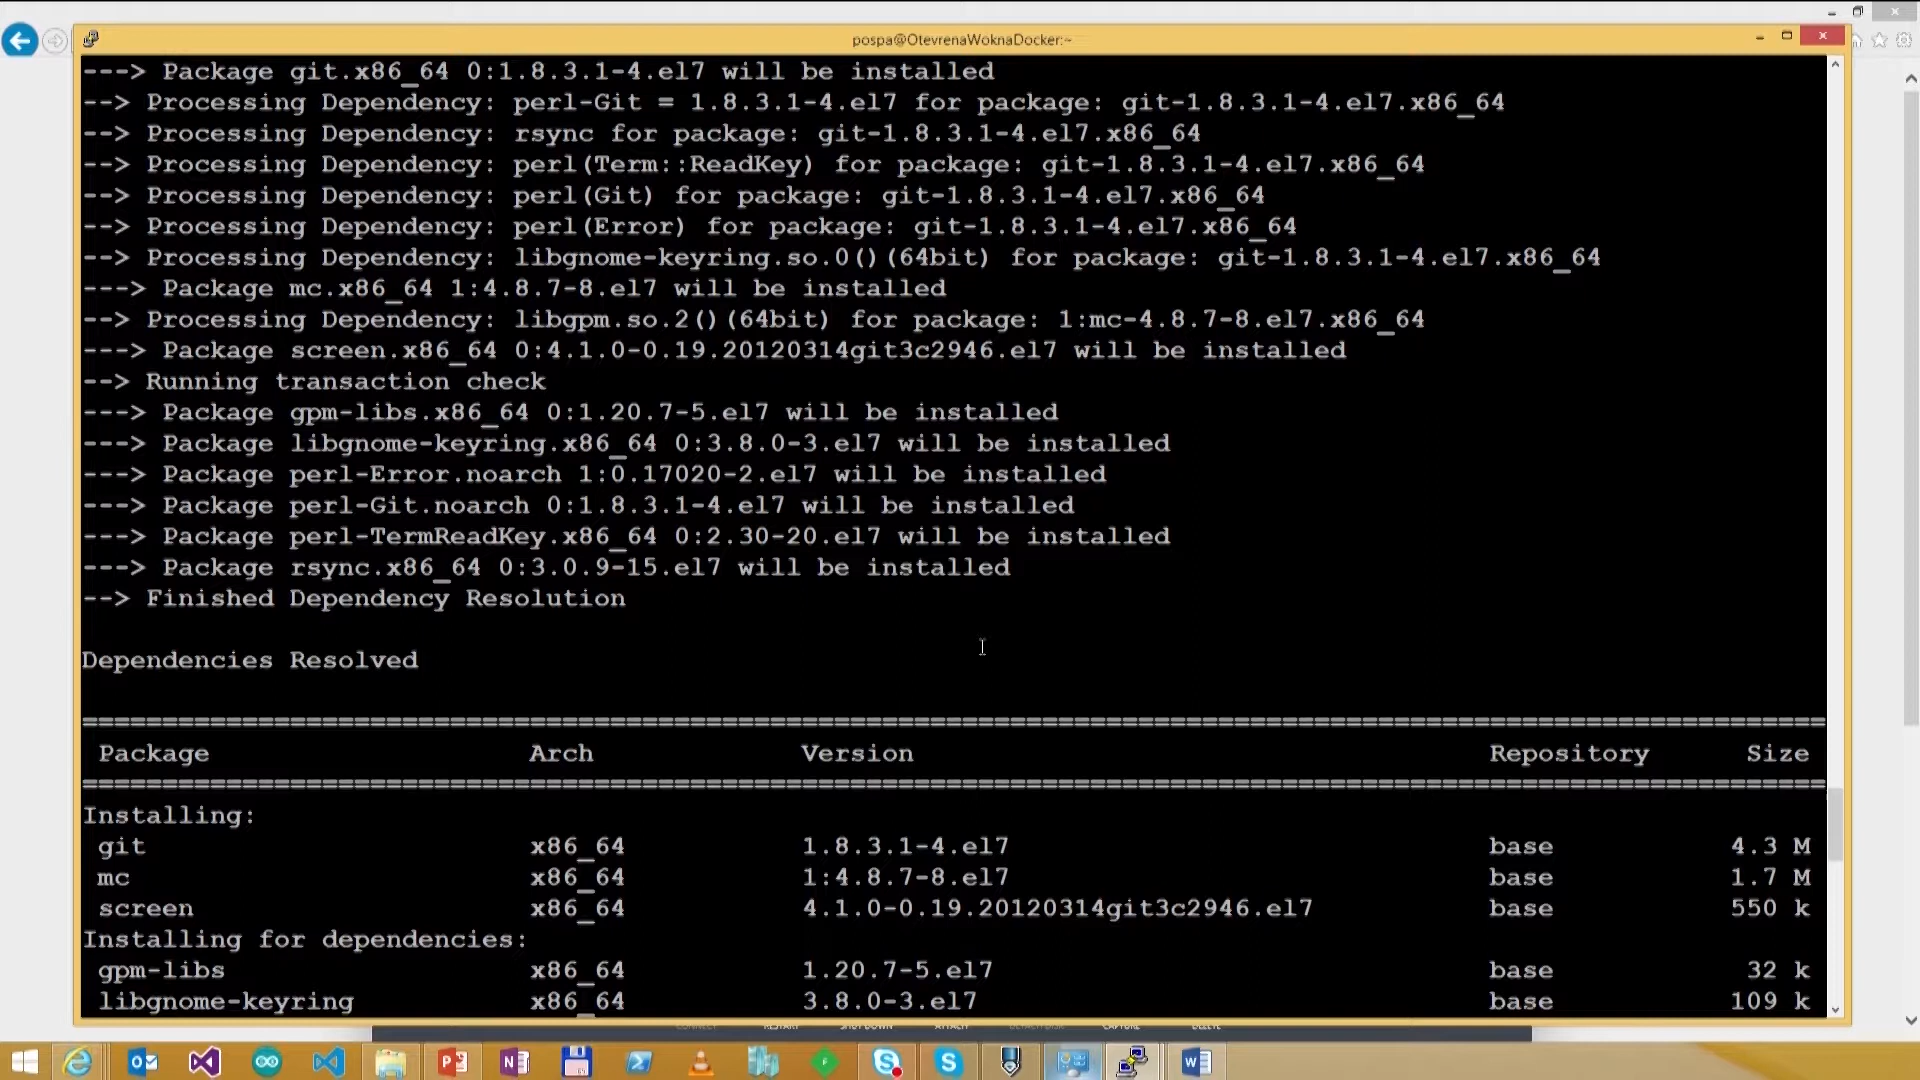 pospa@OtevrenaWoknaDocker:~
---> Package git.x86_64 0:1.8.3.1-4.el7 will be installed
--> Processing Dependency: perl-Git = 1.8.3.1-4.el7 for package: git-1.8.3.1-4.el7.x86_64
--> Processing Dependency: rsync for package: git-1.8.3.1-4.el7.x86_64
--> Processing Dependency: perl(Term::ReadKey) for package: git-1.8.3.1-4.el7.x86_64
--> Processing Dependency: perl(Git) for package: git-1.8.3.1-4.el7.x86_64
--> Processing Dependency: perl(Error) for package: git-1.8.3.1-4.el7.x86_64
--> Processing Dependency: libgnome-keyring.so.0()(64bit) for package: git-1.8.3.1-4.el7.x86_64
---> Package mc.x86_64 1:4.8.7-8.el7 will be installed
--> Processing Dependency: libgpm.so.2()(64bit) for package: 1:mc-4.8.7-8.el7.x86_64
---> Package screen.x86_64 0:4.1.0-0.19.20120314git3c2946.el7 will be installed
--> Running transaction check
---> Package gpm-libs.x86_64 0:1.20.7-5.el7 will be installed
---> Package libgnome-keyring.x86_64 0:3.8.0-3.el7 will be installed
---> Package perl-Error.noarch 1:0.17020-2.el7 will be installed
---> Package perl-Git.noarch 0:1.8.3.1-4.el7 will be installed
---> Package perl-TermReadKey.x86_64 0:2.30-20.el7 will be installed
---> Package rsync.x86_64 0:3.0.9-15.el7 will be installed
--> Finished Dependency Resolution
Dependencies Resolved
Package Arch Version Repository Size
Installing:
git x86_64 1.8.3.1-4.el7 base 4.3 M
mc x86_64 1:4.8.7-8.el7 base 1.7 M
screen x86_64 4.1.0-0.19.20120314git3c2946.el7 base 550 k
Installing for dependencies:
gpm-libs x86_64 1.20.7-5.el7 base 32 k
libgnome-keyring x86_64 3.8.0-3.el7 base 109 k